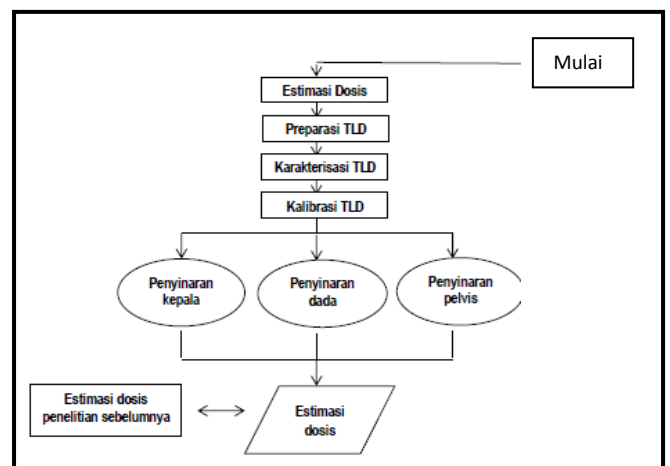 Mulai
Estimasi Dosis
Preparasi TLD
Karakterisasi TLD
Kalibrasi TLD
Penyinaran
kepala
Penyinaran
dada
Penyinaran
pelvis
Estimasi dosis
penelitian sebelumnya
Estimasi
dosis